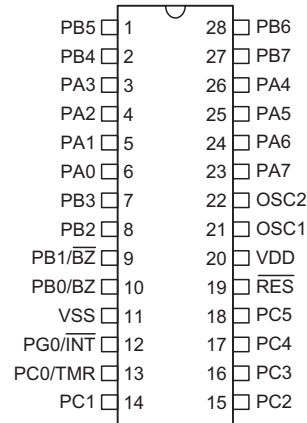 PB5 1 28 PB6
PB4 2 27 PB7
PA3 3 26 PA4
PA2 4 25 PA5
PA1 5 24 PA6
PA0 6 23 PA7
PB3 7 22 OSC2
PB2 8 21 OSC1
PB1/B̅Z̅ 9 20 VDD
PB0/BZ 10 19 R̅E̅S̅
VSS 11 18 PC5
PG0/I̅N̅T̅ 12 17 PC4
PC0/TMR 13 16 PC3
PC1 14 15 PC2